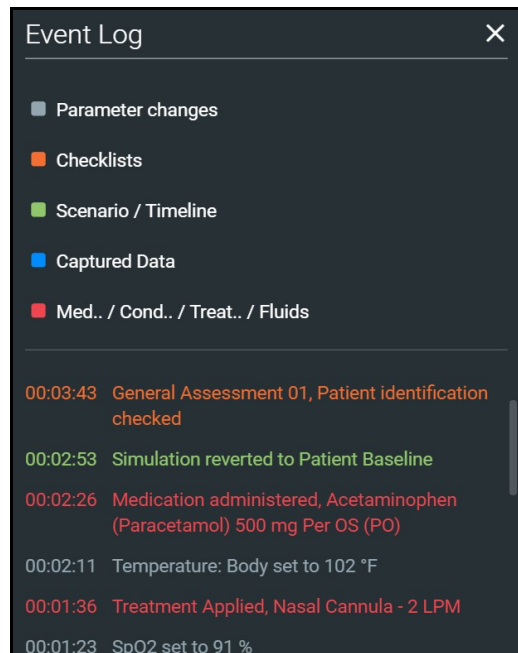 Event Log
Parameter changes
Checklists
Scenario / Timeline
Captured Data
Med.. / Cond.. / Treat.. / Fluids
00:03:43 General Assessment 01, Patient identification
checked
00:02:53 Simulation reverted to Patient Baseline
00:02:26 Medication administered, Acetaminophen
(Paracetamol) 500 mg Per OS (PO)
00:02:11 Temperature: Body set to 102 °F
00:01:36 Treatment Applied, Nasal Cannula - 2 LPM
00:01:23 SpO2 set to 91 %